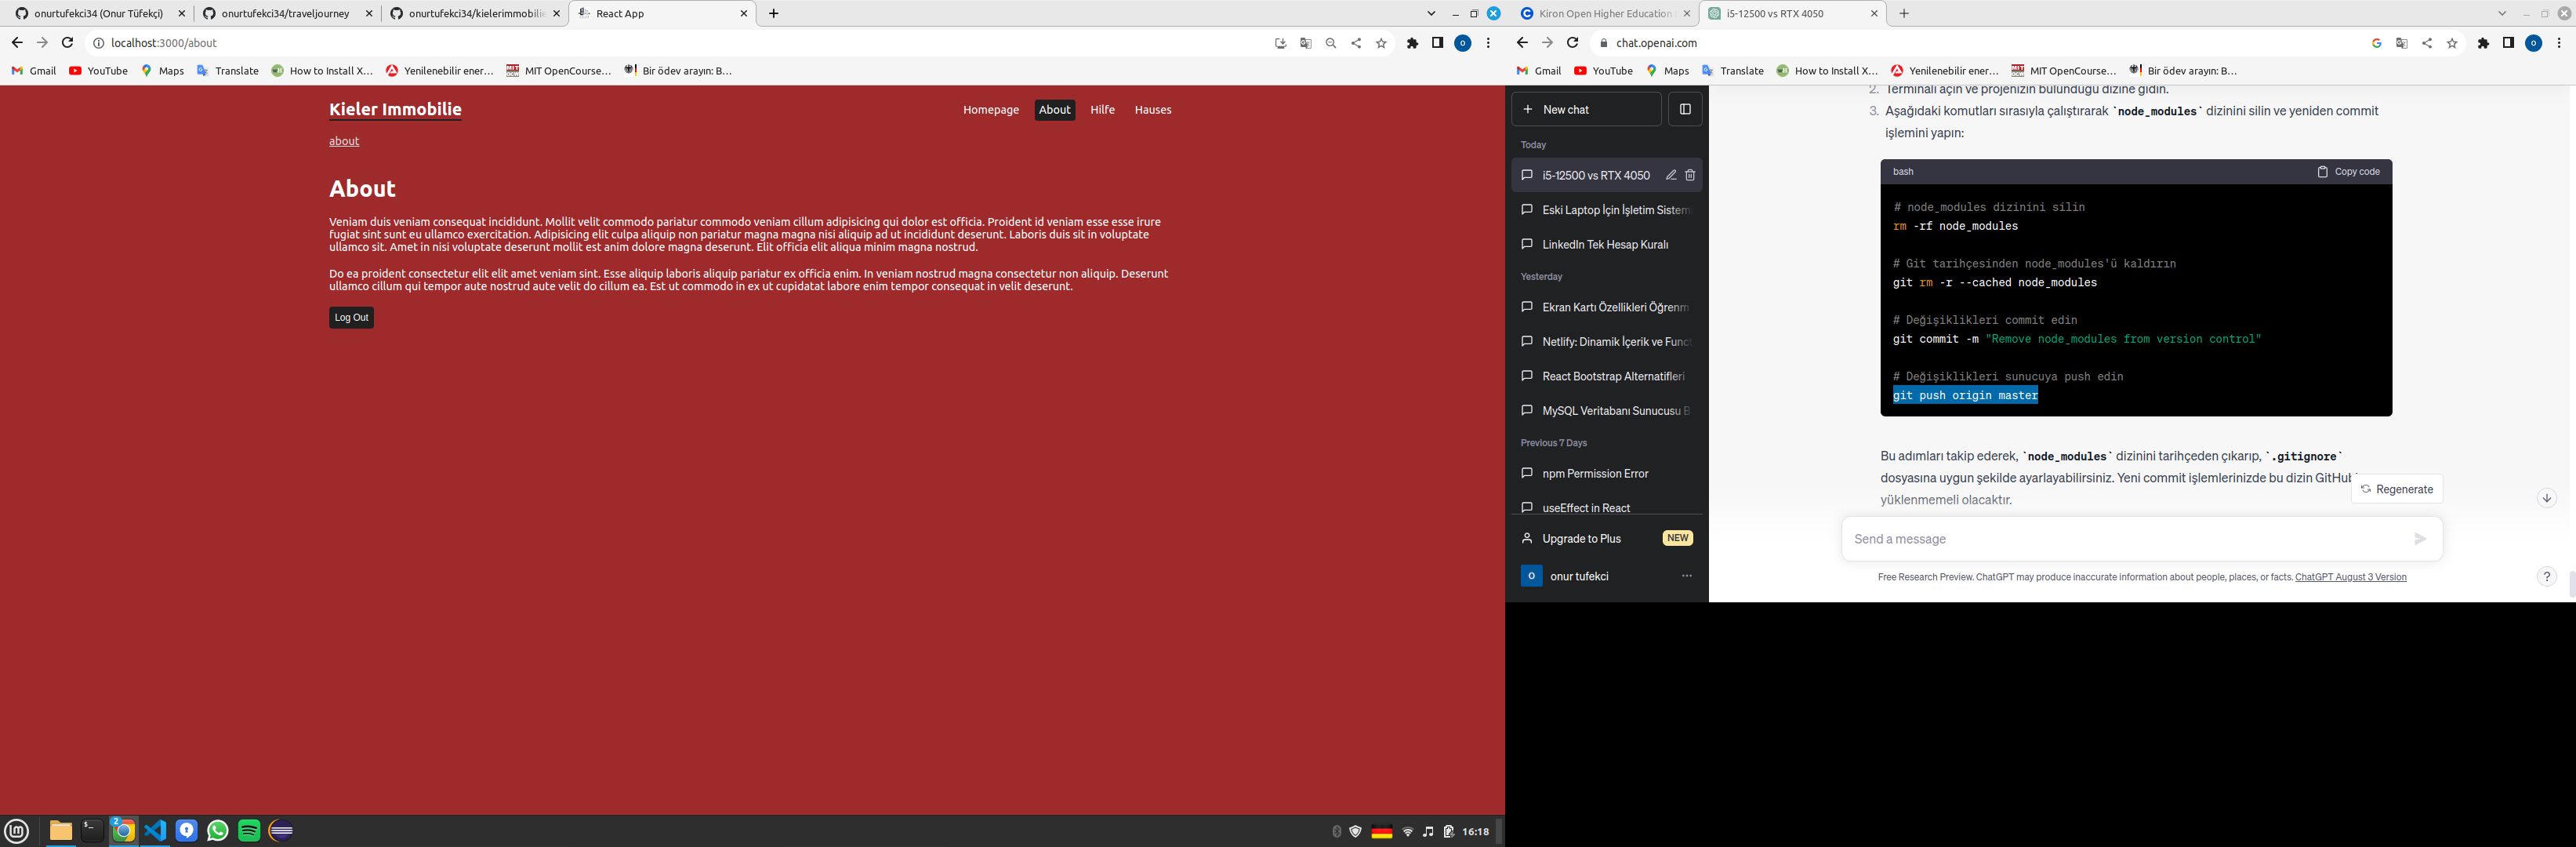 onurtufekci34 (Onur Tüfekçi)
onurtufekci34/traveljourney
onurtufekci34/kielerimmobilie
React App
localhost:3000/about
O
Gmail
YouTube
Maps
Translate
How to Install X...
Yenilenebilir ener...
MIT OpenCourse...
Bir ödev arayın: B...
Kieler Immobilie
Homepage
About
Hilfe
Hauses
about
About
Veniam duis veniam consequat incididunt. Mollit velit commodo pariatur commodo veniam cillum adipisicing qui dolor est officia. Proident id veniam esse esse irure
fugiat sint sunt eu ullamco exercitation. Adipisicing elit culpa aliquip non pariatur magna magna nisi aliquip ad ut incididunt deserunt. Laboris duis sit in voluptate
ullamco sit. Amet in nisi voluptate deserunt mollit est anim dolore magna deserunt. Elit officia elit aliqua minim magna nostrud.
Do ea proident consectetur elit elit amet veniam sint. Esse aliquip laboris aliquip pariatur ex officia enim. In veniam nostrud magna consectetur non aliquip. Deserunt
ullamco cillum qui tempor aute nostrud aute velit do cillum ea. Est ut commodo in ex ut cupidatat labore enim tempor consequat in velit deserunt.
Log Out
2
16:18
Kiron Open Higher Education
i5-12500 vs RTX 4050
chat.openai.com
O
Gmail
YouTube
Maps
Translate
How to Install X...
Yenilenebilir ener...
MIT OpenCourse...
Bir ödev arayın: B...
New chat
Today
i5-12500 vs RTX 4050
Eski Laptop İçin İşletim Sistem
LinkedIn Tek Hesap Kuralı
Yesterday
Ekran Kartı Özellikleri Öğrenm
Netlify: Dinamik İçerik ve Func
React Bootstrap Alternatifleri
MySQL Veritabanı Sunucusu B
Previous 7 Days
npm Permission Error
useEffect in React
Upgrade to Plus
NEW
O
onur tufekci
2. Terminali açın ve projenizin bulunduğu dizine gidin.
3. Aşağıdaki komutları sırasıyla çalıştırarak `node_modules` dizinini silin ve yeniden commit
işlemini yapın:
bash
Copy code
# node_modules dizinini silin
rm -rf node_modules
# Git tarihçesinden node_modules'ü kaldırın
git rm -r --cached node_modules
# Değişiklikleri commit edin
git commit -m "Remove node_modules from version control"
# Değişiklikleri sunucuya push edin
git push origin master
Bu adımları takip ederek, `node_modules` dizinini tarihçeden çıkarıp, `.gitignore`
dosyasına uygun şekilde ayarlayabilirsiniz. Yeni commit işlemlerinizde bu dizin GitHub'
yüklenmemeli olacaktır.
Regenerate
Send a message
Free Research Preview. ChatGPT may produce inaccurate information about people, places, or facts. ChatGPT August 3 Version
?